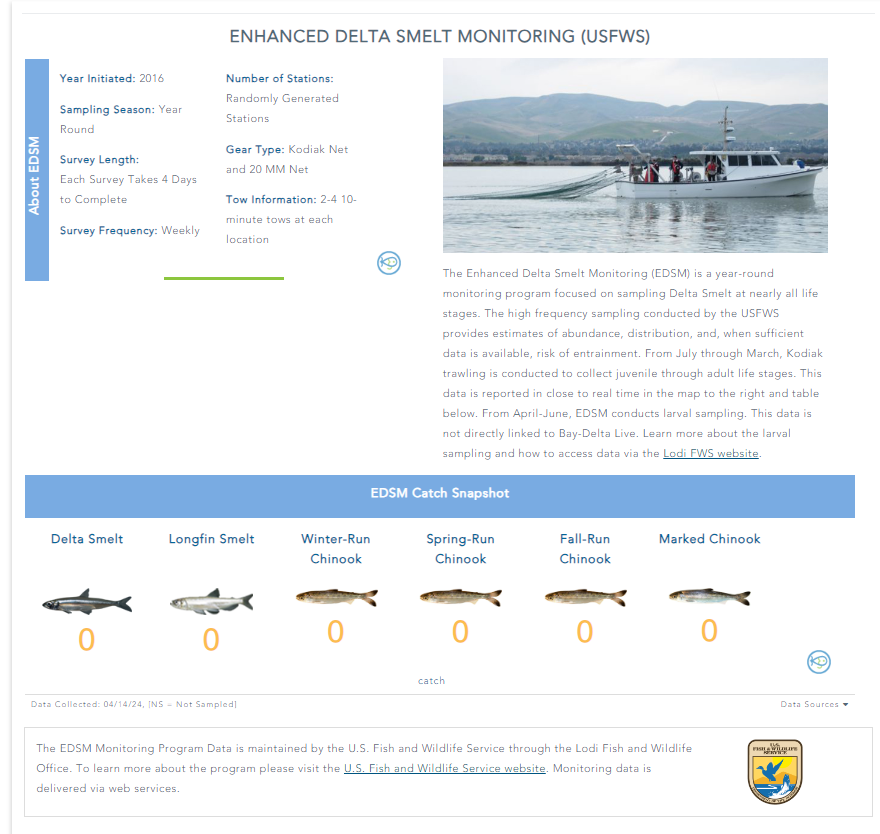 ENHANCED DELTA SMELT MONITORING (USFWS)
About EDSM
Year Initiated: 2016
Sampling Season: Year
Round
Survey Length:
Each Survey Takes 4 Days
to Complete
Survey Frequency: Weekly
Number of Stations:
Randomly Generated
Stations
Gear Type: Kodiak Net
and 20 MM Net
Tow Information: 2-4 10-
minute tows at each
location
The Enhanced Delta Smelt Monitoring (EDSM) is a year-round
monitoring program focused on sampling Delta Smelt at nearly all life
stages. The high frequency sampling conducted by the USFWS
provides estimates of abundance, distribution, and, when sufficient
data is available, risk of entrainment. From July through March, Kodiak
trawling is conducted to collect juvenile through adult life stages. This
data is reported in close to real time in the map to the right and table
below. From April-June, EDSM conducts larval sampling. This data is
not directly linked to Bay-Delta Live. Learn more about the larval
sampling and how to access data via the Lodi FWS website.
EDSM Catch Snapshot
Delta Smelt
0
Longfin Smelt
0
Winter-Run
Chinook
0
Spring-Run
Chinook
0
Fall-Run
Chinook
0
Marked Chinook
0
catch
Data Collected: 04/14/24, [NS = Not Sampled]
Data Sources
The EDSM Monitoring Program Data is maintained by the U.S. Fish and Wildlife Service through the Lodi Fish and Wildlife
Office. To learn more about the program please visit the U.S. Fish and Wildlife Service website. Monitoring data is
delivered via web services.
U.S.
FISH & WILDLIFE
SERVICE